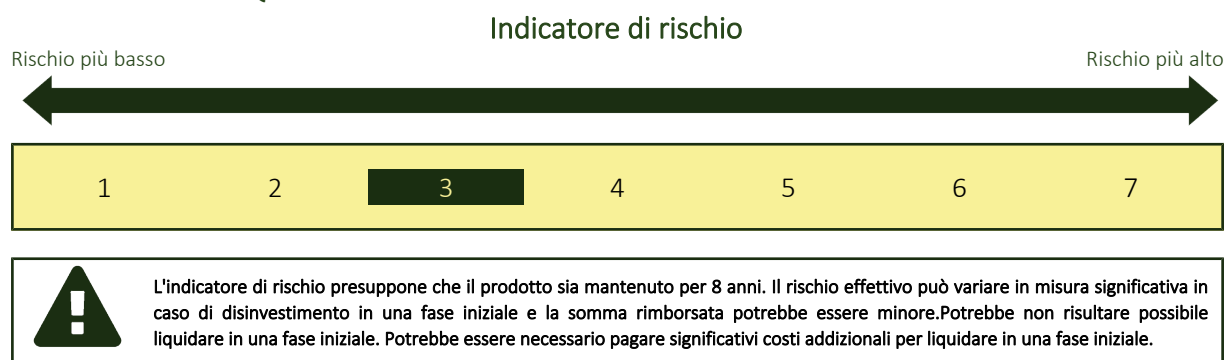 Indicatore di rischio
Rischio più basso
Rischio più alto
1 2 3 4 5 6 7
L'indicatore di rischio presuppone che il prodotto sia mantenuto per 8 anni. Il rischio effettivo può variare in misura significativa in
caso di disinvestimento in una fase iniziale e la somma rimborsata potrebbe essere minore.Potrebbe non risultare possibile
liquidare in una fase iniziale. Potrebbe essere necessario pagare significativi costi addizionali per liquidare in una fase iniziale.